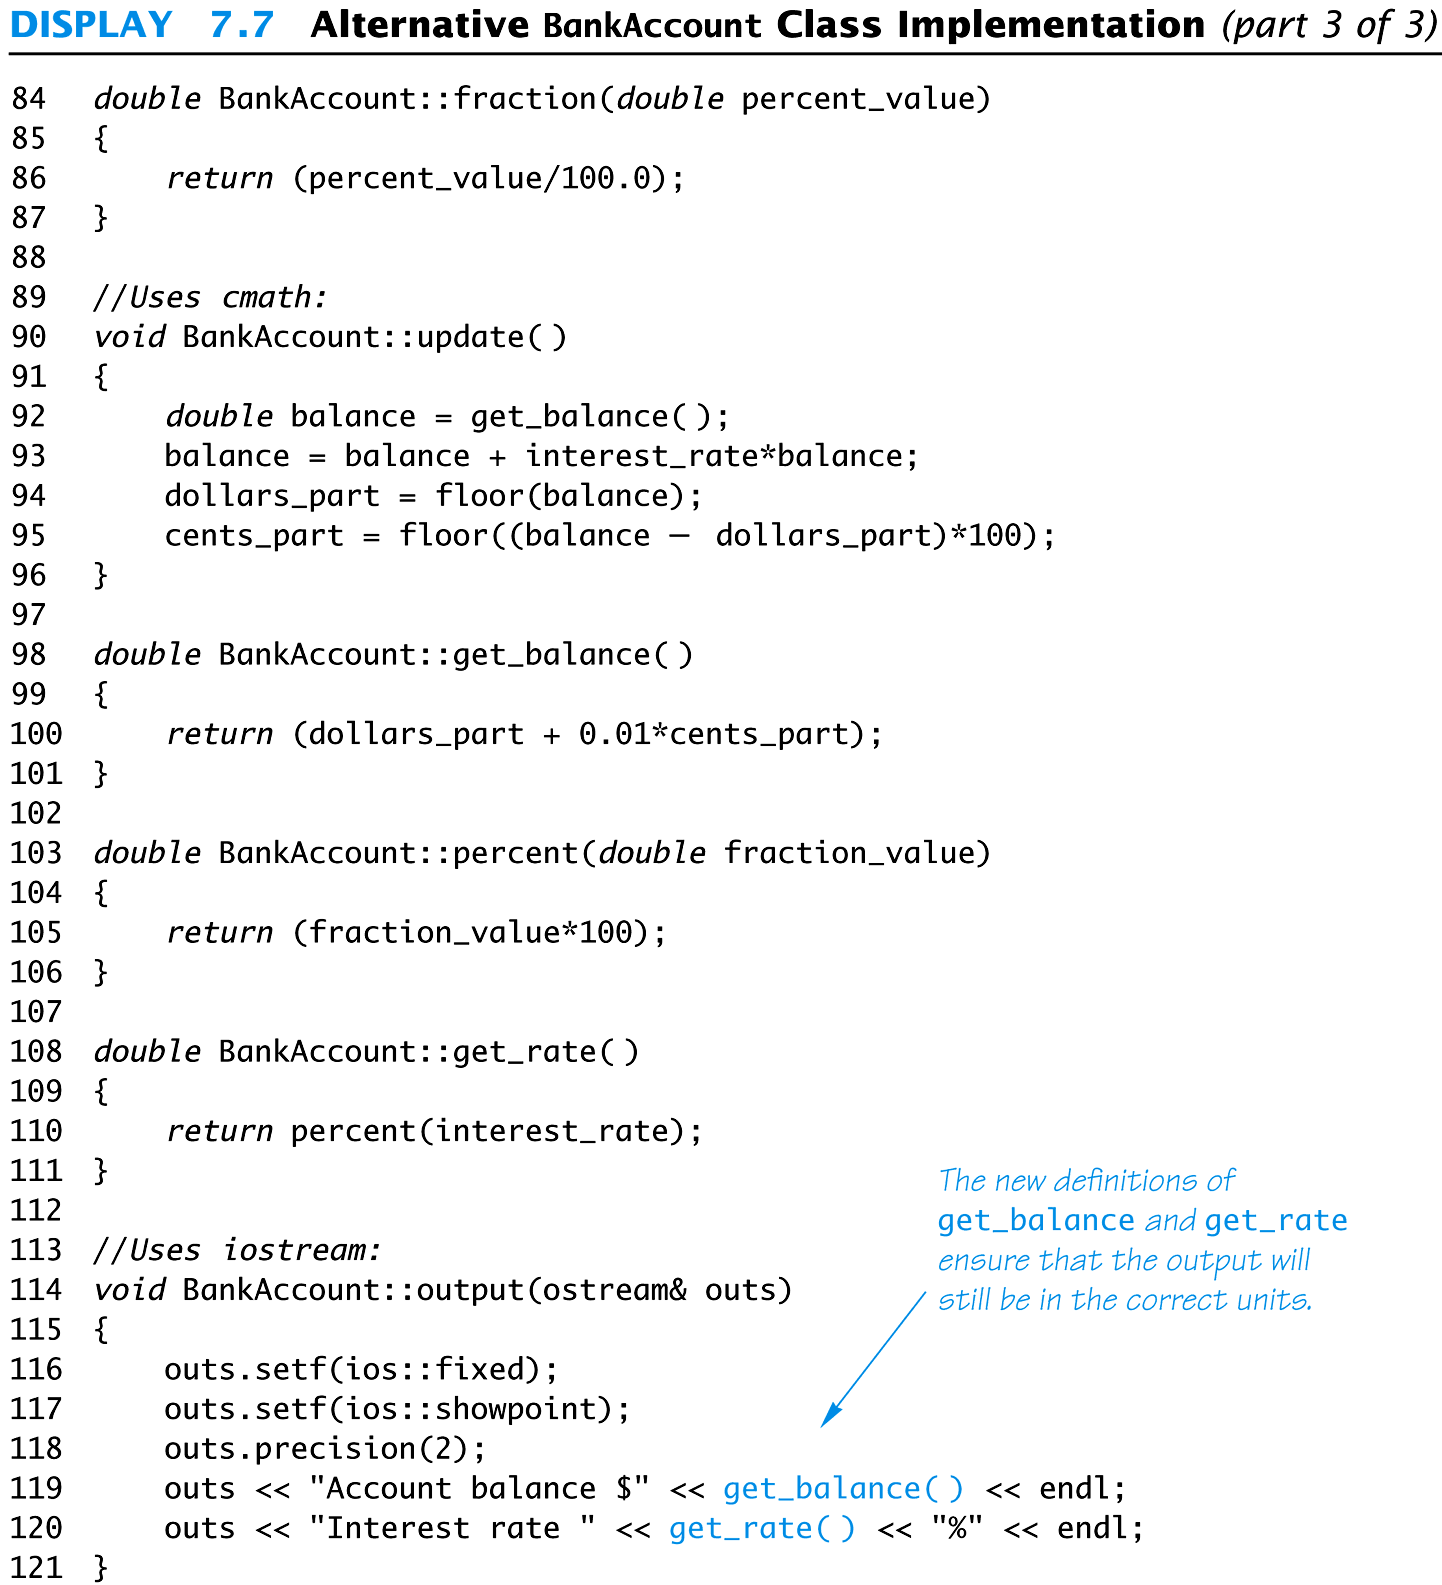 DISPLAY 7.7 Alternative BankAccount Class Implementation (part 3 of 3)
84 double BankAccount::fraction(double percent_value)
85 {
86     return (percent_value/100.0);
87 }
88
89 //Uses cmath:
90 void BankAccount::update( )
91 {
92     double balance = get_balance( );
93     balance = balance + interest_rate*balance;
94     dollars_part = floor(balance);
95     cents_part = floor((balance – dollars_part)*100);
96 }
97
98 double BankAccount::get_balance( )
99 {
100     return (dollars_part + 0.01*cents_part);
101 }
102
103 double BankAccount::percent(double fraction_value)
104 {
105     return (fraction_value*100);
106 }
107
108 double BankAccount::get_rate( )
109 {
110     return percent(interest_rate);
111 }
112
The new definitions of
get_balance and get_rate
ensure that the output will
still be in the correct units.
113 //Uses iostream:
114 void BankAccount::output(ostream& outs)
115 {
116     outs.setf(ios::fixed);
117     outs.setf(ios::showpoint);
118     outs.precision(2);
119     outs << "Account balance $" << get_balance( ) << endl;
120     outs << "Interest rate " << get_rate( ) << "%" << endl;
121 }